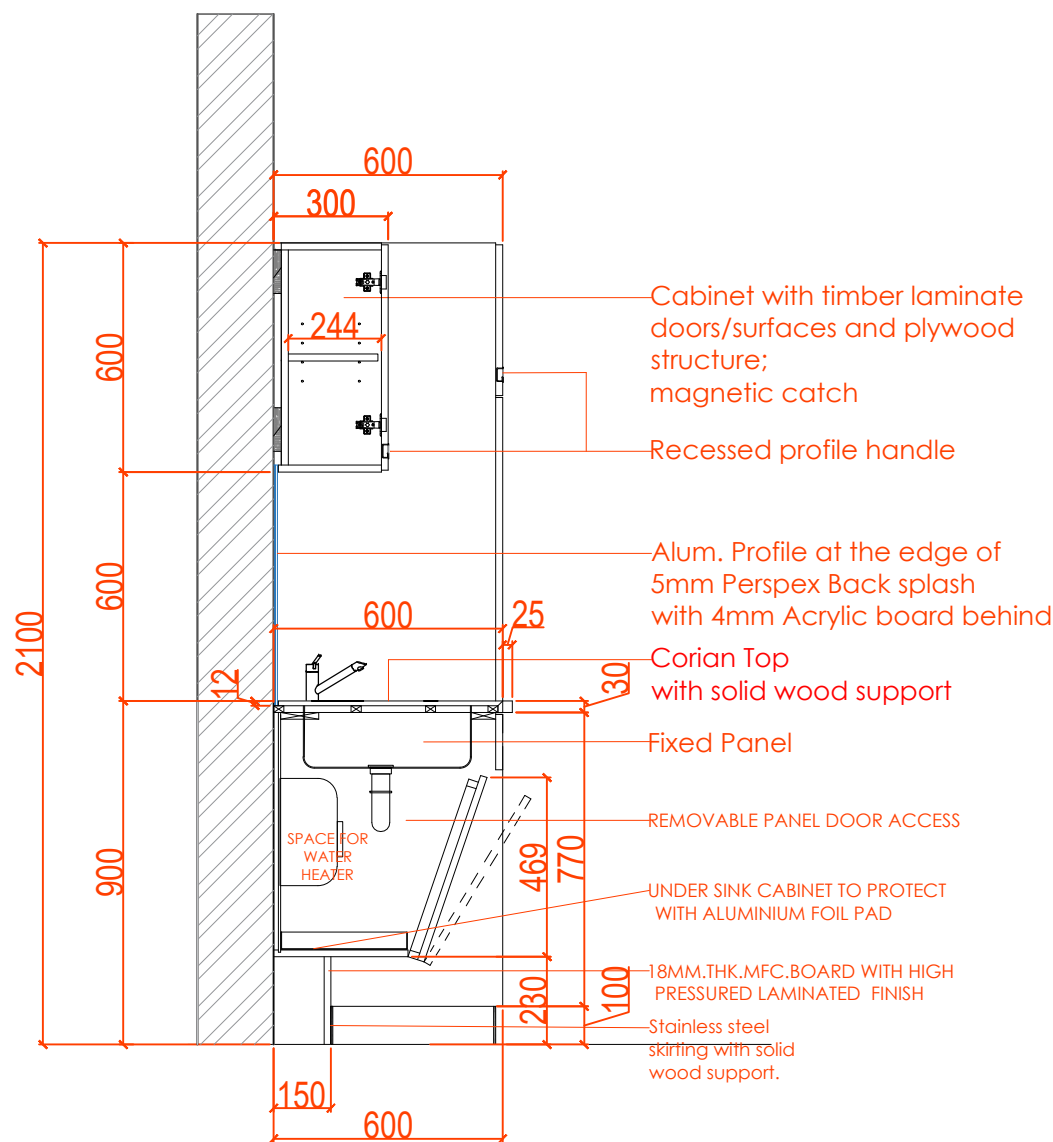 600
300
Cabinet with timber laminate
doors/surfaces and plywood
structure;
magnetic catch
244
600
Recessed profile handle
Alum. Profile at the edge of
5mm Perspex Back splash
with 4mm Acrylic board behind
600
2100
600
25
Corian Top
with solid wood support
12
30
Fixed Panel
REMOVABLE PANEL DOOR ACCESS
SPACE FOR
WATER
HEATER
900
469
770
UNDER SINK CABINET TO PROTECT
WITH ALUMINIUM FOIL PAD
18MM.THK.MFC.BOARD WITH HIGH
PRESSURED LAMINATED FINISH
230
100
Stainless steel
skirting with solid
wood support.
150
600